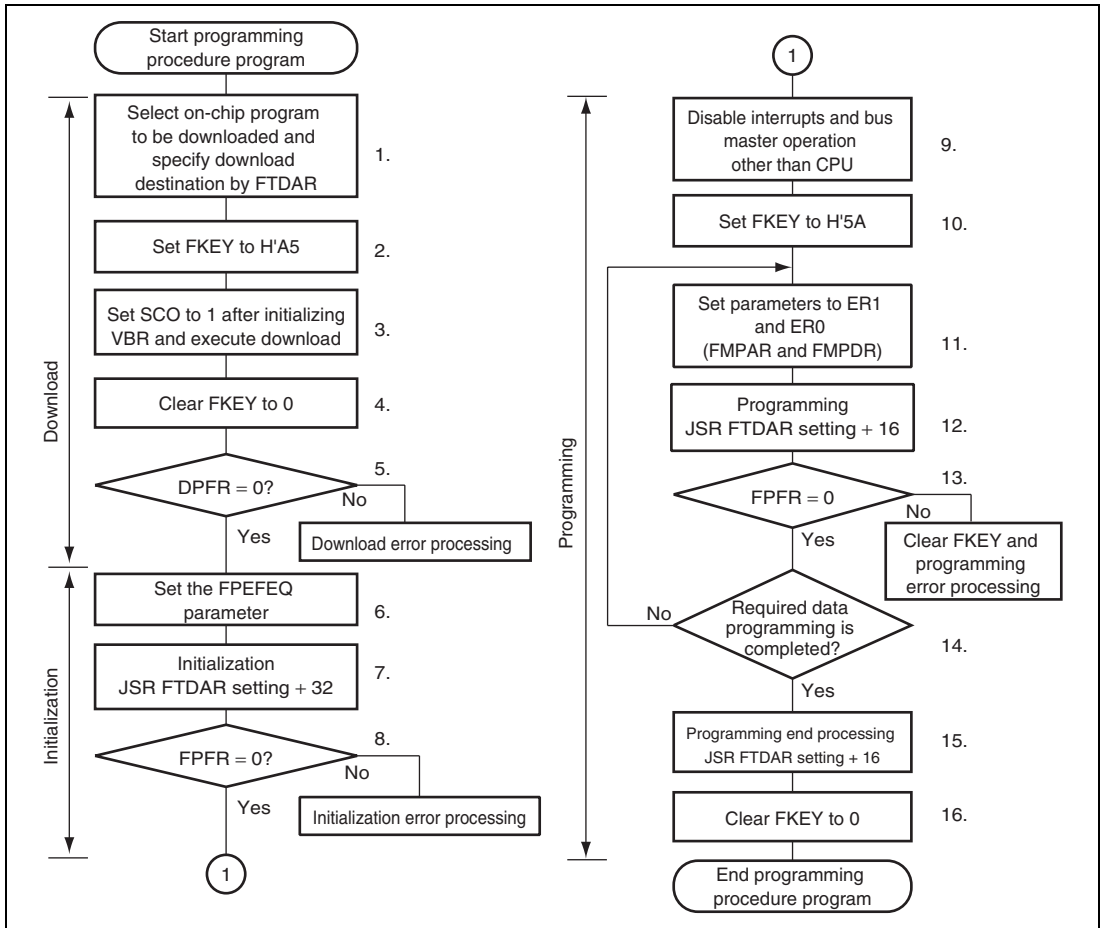 Start programming
procedure program
Download
Select on-chip program
to be downloaded and
specify download
destination by FTDAR
1.
Set FKEY to H'A5
2.
Set SCO to 1 after initializing
VBR and execute download
3.
Clear FKEY to 0
4.
DPFR = 0?
5.
No
Yes
Download error processing
Initialization
Set the FPEFEQ
parameter
6.
Initialization
JSR FTDAR setting + 32
7.
FPFR = 0?
8.
No
Yes
Initialization error processing
1
1
Programming
Disable interrupts and bus
master operation
other than CPU
9.
Set FKEY to H'5A
10.
Set parameters to ER1
and ER0
(FMPAR and FMPDR)
11.
Programming
JSR FTDAR setting + 16
12.
FPFR = 0
13.
No
Yes
Clear FKEY and
programming
error processing
Required data
programming is
completed?
No
14.
Yes
Programming end processing
JSR FTDAR setting + 16
15.
Clear FKEY to 0
16.
End programming
procedure program